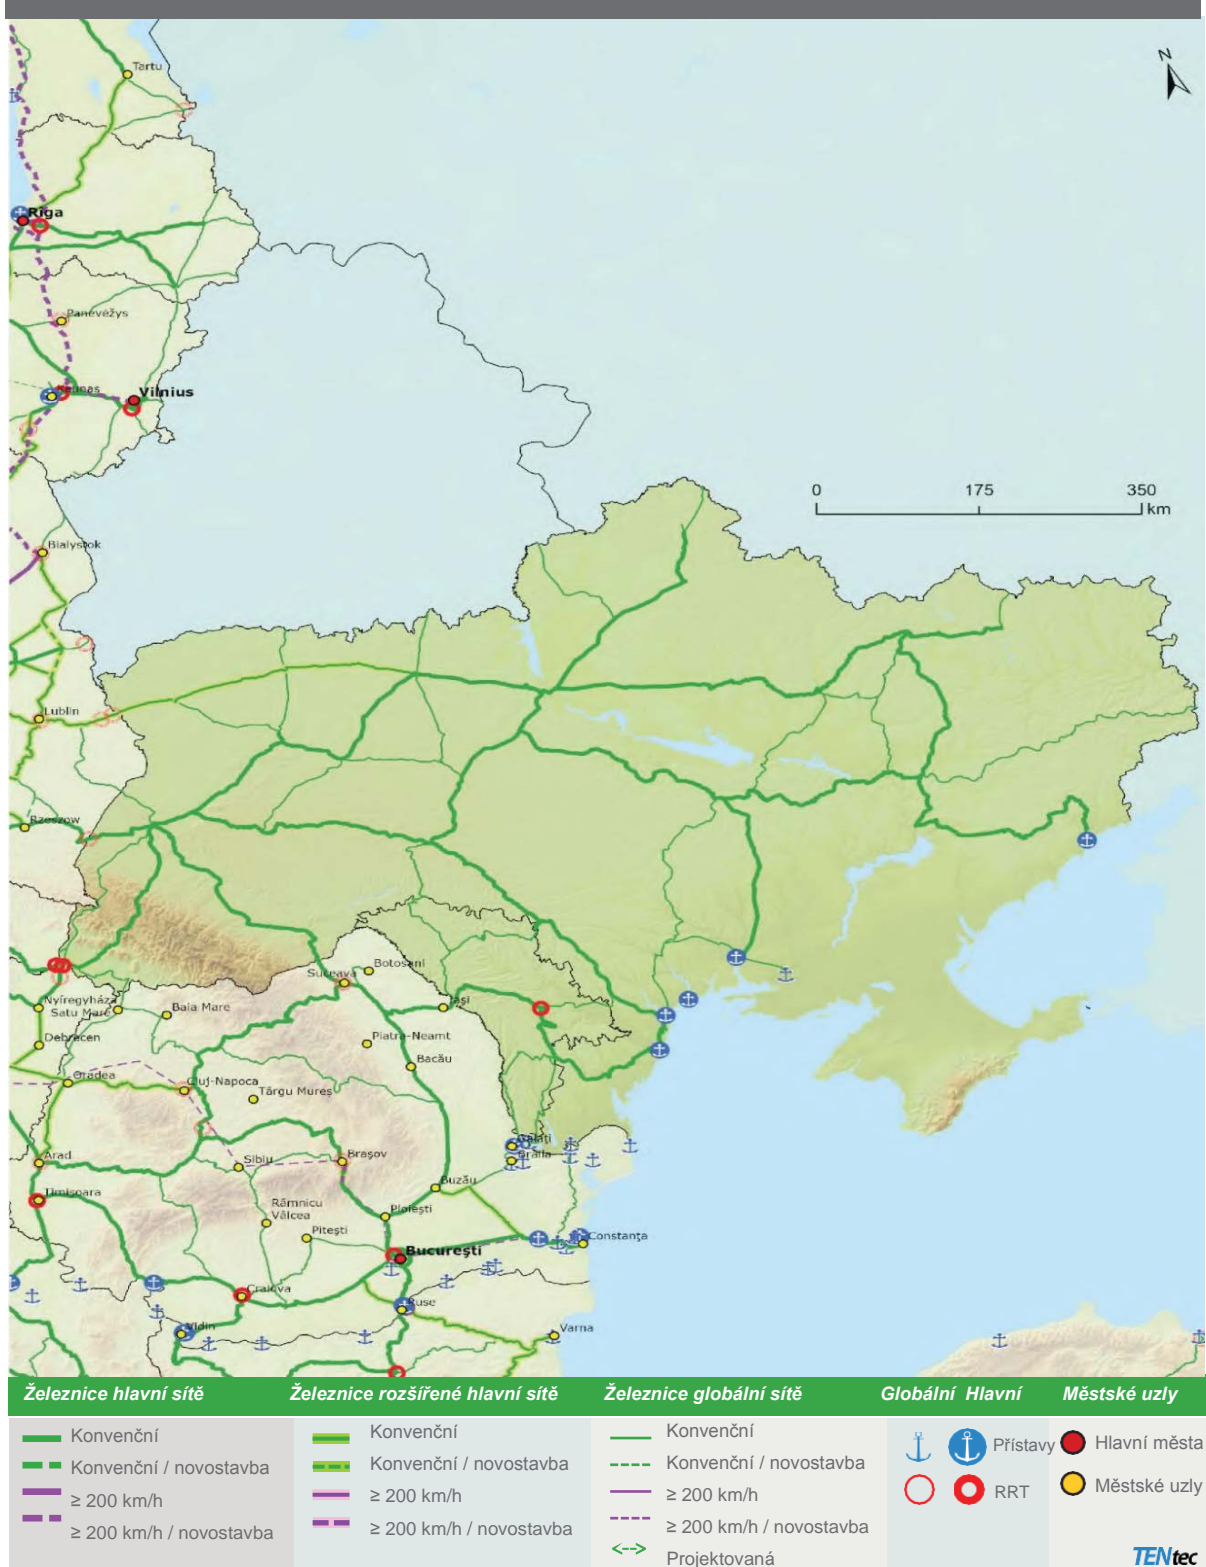 N
Tartu
Rīga
Panevėžys
Kaunas
Vilnius
0 175 350
km
Bialystok
Lublin
Rzeszow
Botoșani
Suceava
Nyíregyháza
Satu Mare
Baia Mare
Iași
Debrecen
Piatra-Neamt
Bacău
Oradea
Cluj-Napoca
Târgu Mureș
Galați
Brăila
Arad
Sibiu
Brașov
Buzău
Timișoara
Râmnicu
Vâlcea
Ploiești
Pitești
București
Constanța
Craiova
Ruse
Vidin
Varna
Železnice hlavní sítě
Konvenční
Konvenční / novostavba
≥ 200 km/h
≥ 200 km/h / novostavba
Železnice rozšířené hlavní sítě
Konvenční
Konvenční / novostavba
≥ 200 km/h
≥ 200 km/h / novostavba
Železnice globální sítě
Konvenční
Konvenční / novostavba
≥ 200 km/h
≥ 200 km/h / novostavba
Projektovaná
Globální Hlavní
Přístavy
RRT
Městské uzly
Hlavní města
Městské uzly
TENtec